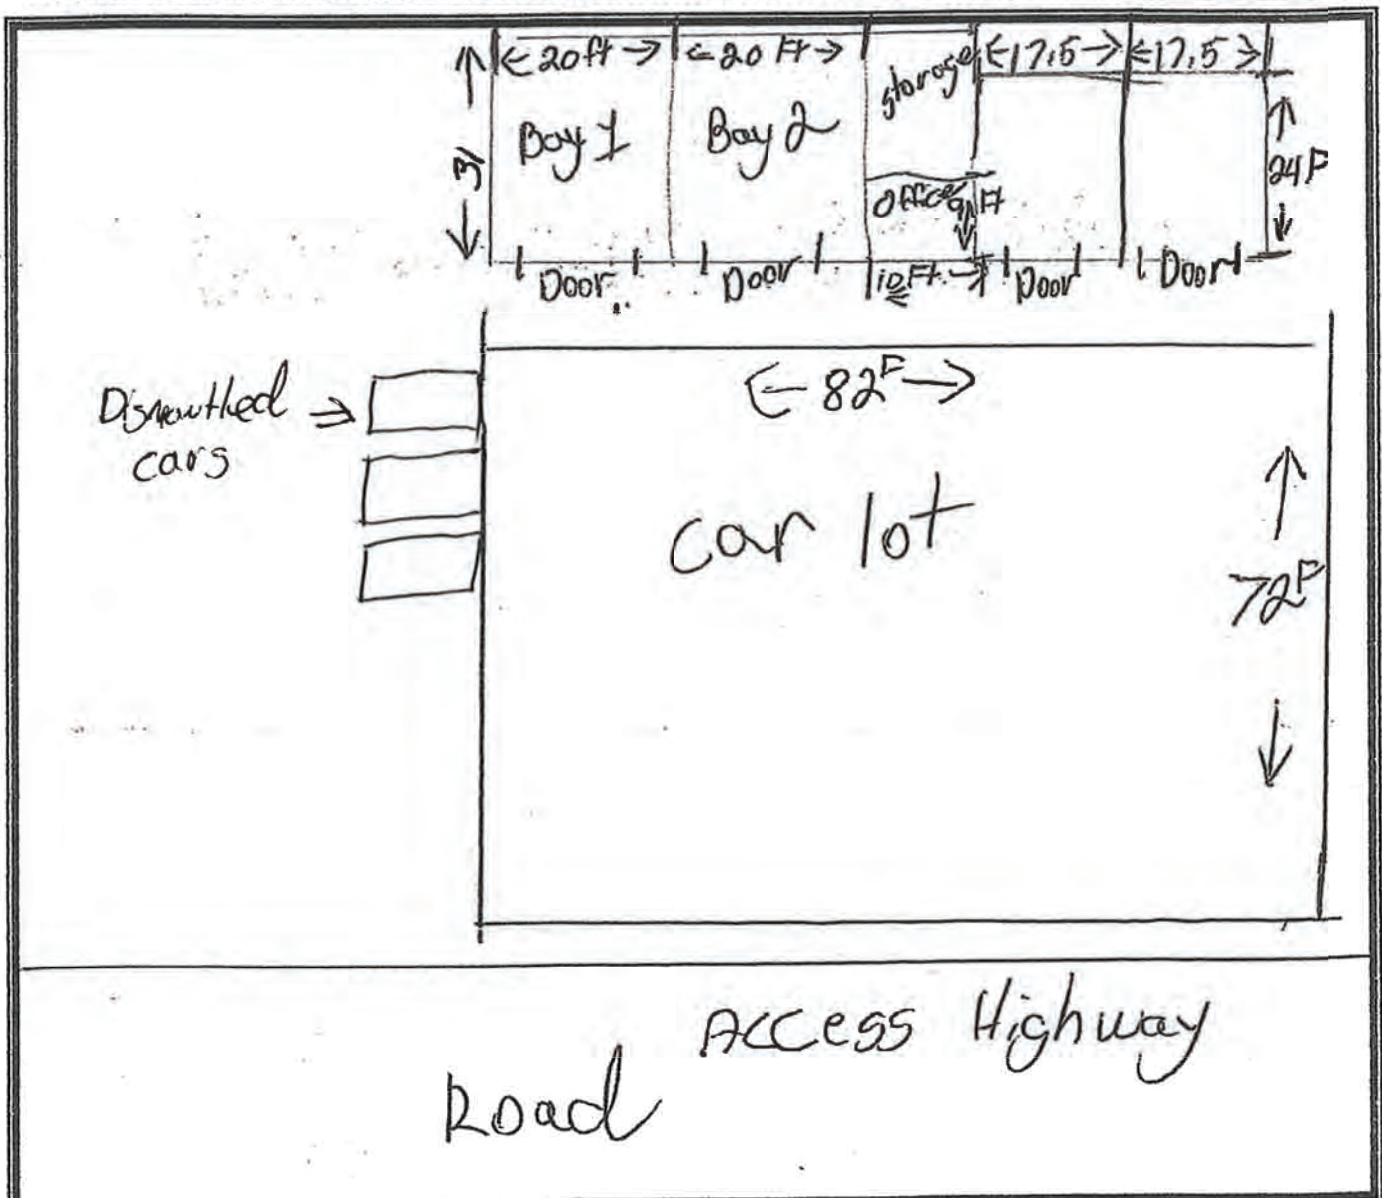 20ft 20 Ft storage 17,5 17,5
31 Bay 1 Bay 2 24F
office 9 Ft
Door Door 10 Ft. Door Door
82F
Dismouthed
cars
car lot
72F
Access Highway
Road